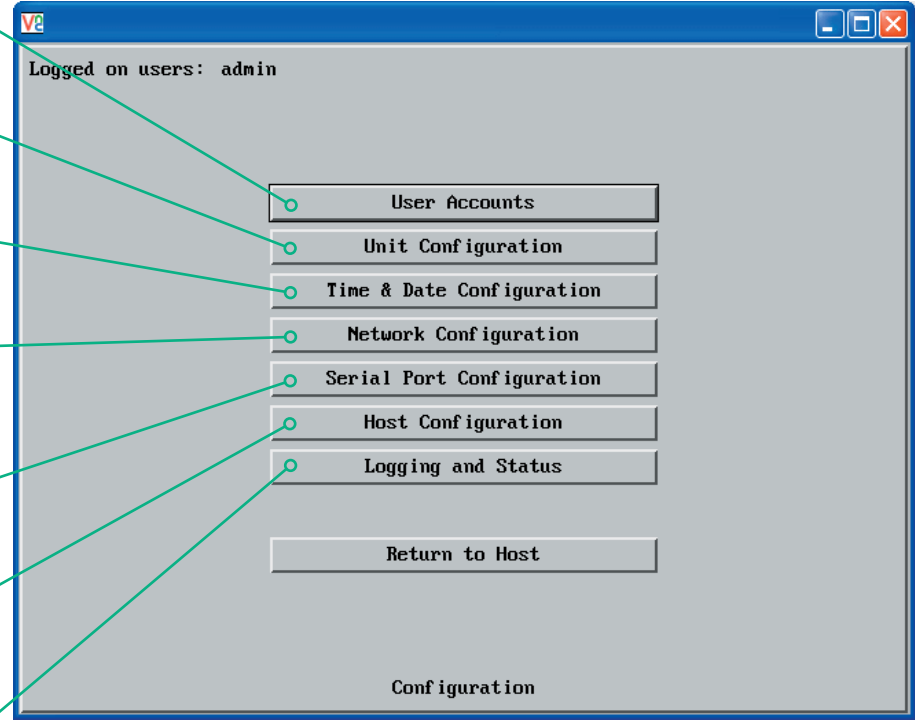 VC
Logged on users: admin
User Accounts
Unit Configuration
Time & Date Configuration
Network Configuration
Serial Port Configuration
Host Configuration
Logging and Status
Return to Host
Configuration